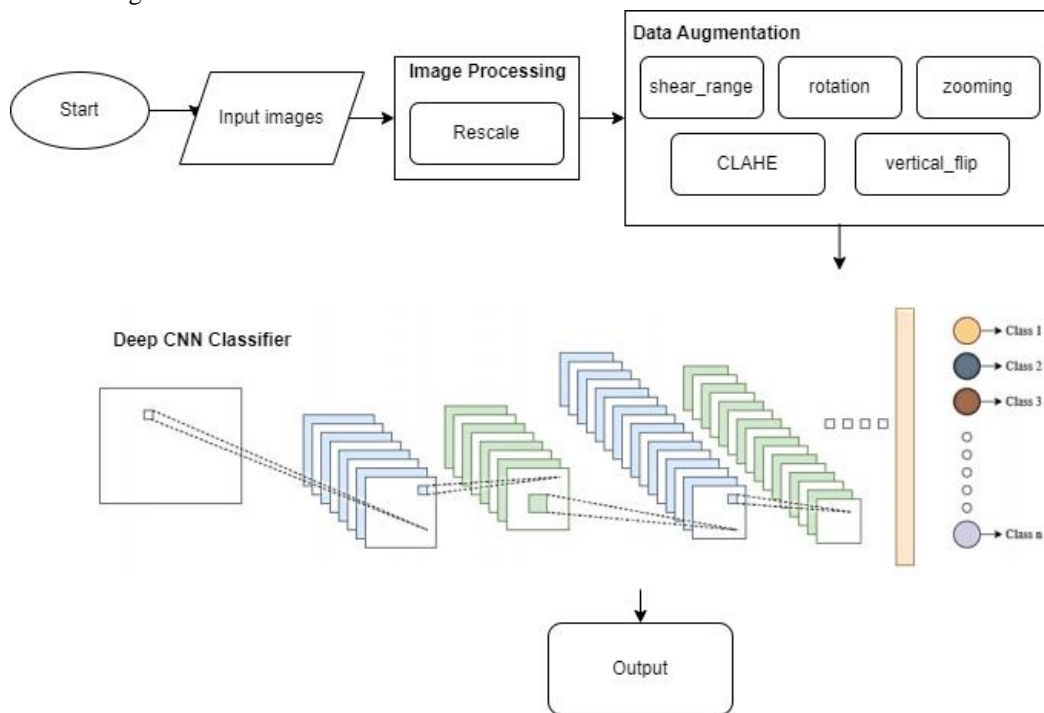 Start
Input images
Image Processing
Rescale
Data Augmentation
shear_range
rotation
zooming
CLAHE
vertical_flip
Deep CNN Classifier
Class 1
Class 2
Class 3
Class n
Output